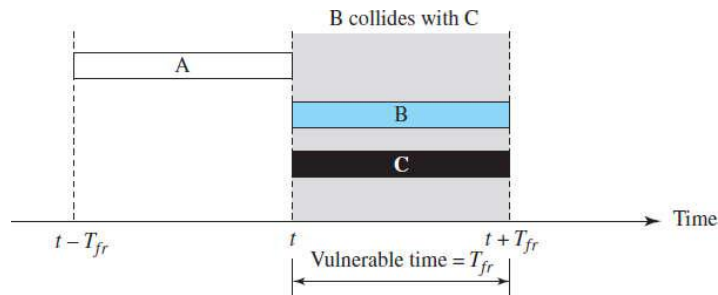 B collides with C
A
B
C
Time
t – T_fr
t
t + T_fr
Vulnerable time = T_fr